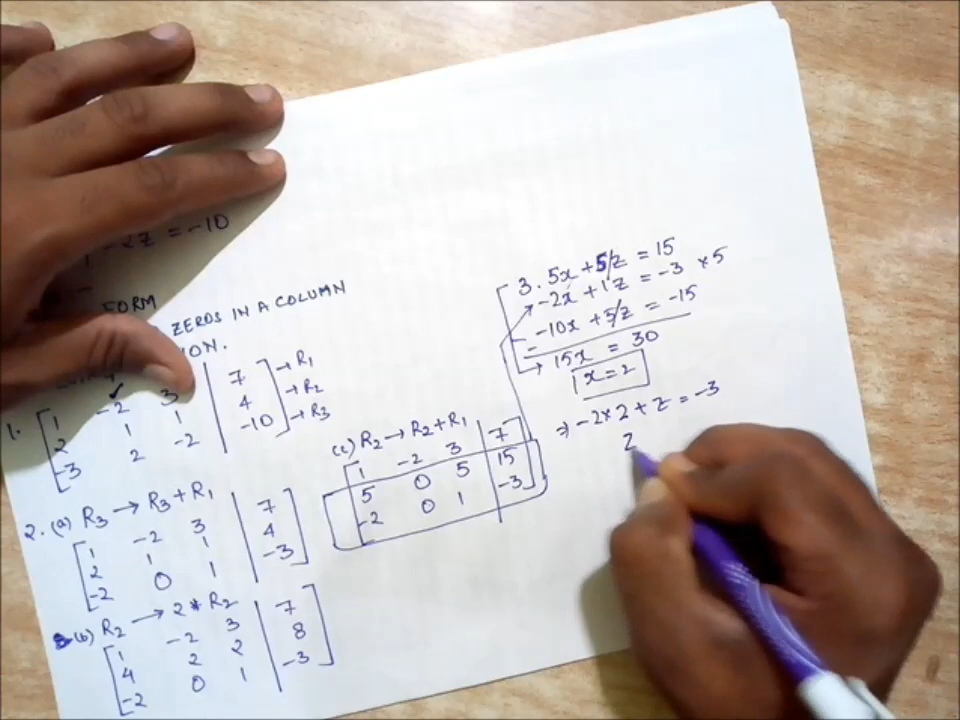 -2z = -10
FORM
ZEROS IN A COLUMN
ION.
1. [ 1 -2 3 | 7 ] → R1
2 1 1 | 4 → R2
-3 2 -2 | -10 → R3
2. (a) R3 → R3 + R1
[ 1 -2 3 | 7 ]
2 1 1 | 4
-2 0 1 | -3
(b) R2 → 2 * R2
[ 1 -2 3 | 7 ]
4 2 2 | 8
-2 0 1 | -3
(c) R2 → R2 + R1
[ 1 -2 3 | 7 ]
5 0 5 | 15
-2 0 1 | -3
3. 5x + 5z = 15
-2x + 1z = -3 × 5
-10x + 5z = -15
-
15x = 30
x = 2
⇒ -2 × 2 + z = -3
z